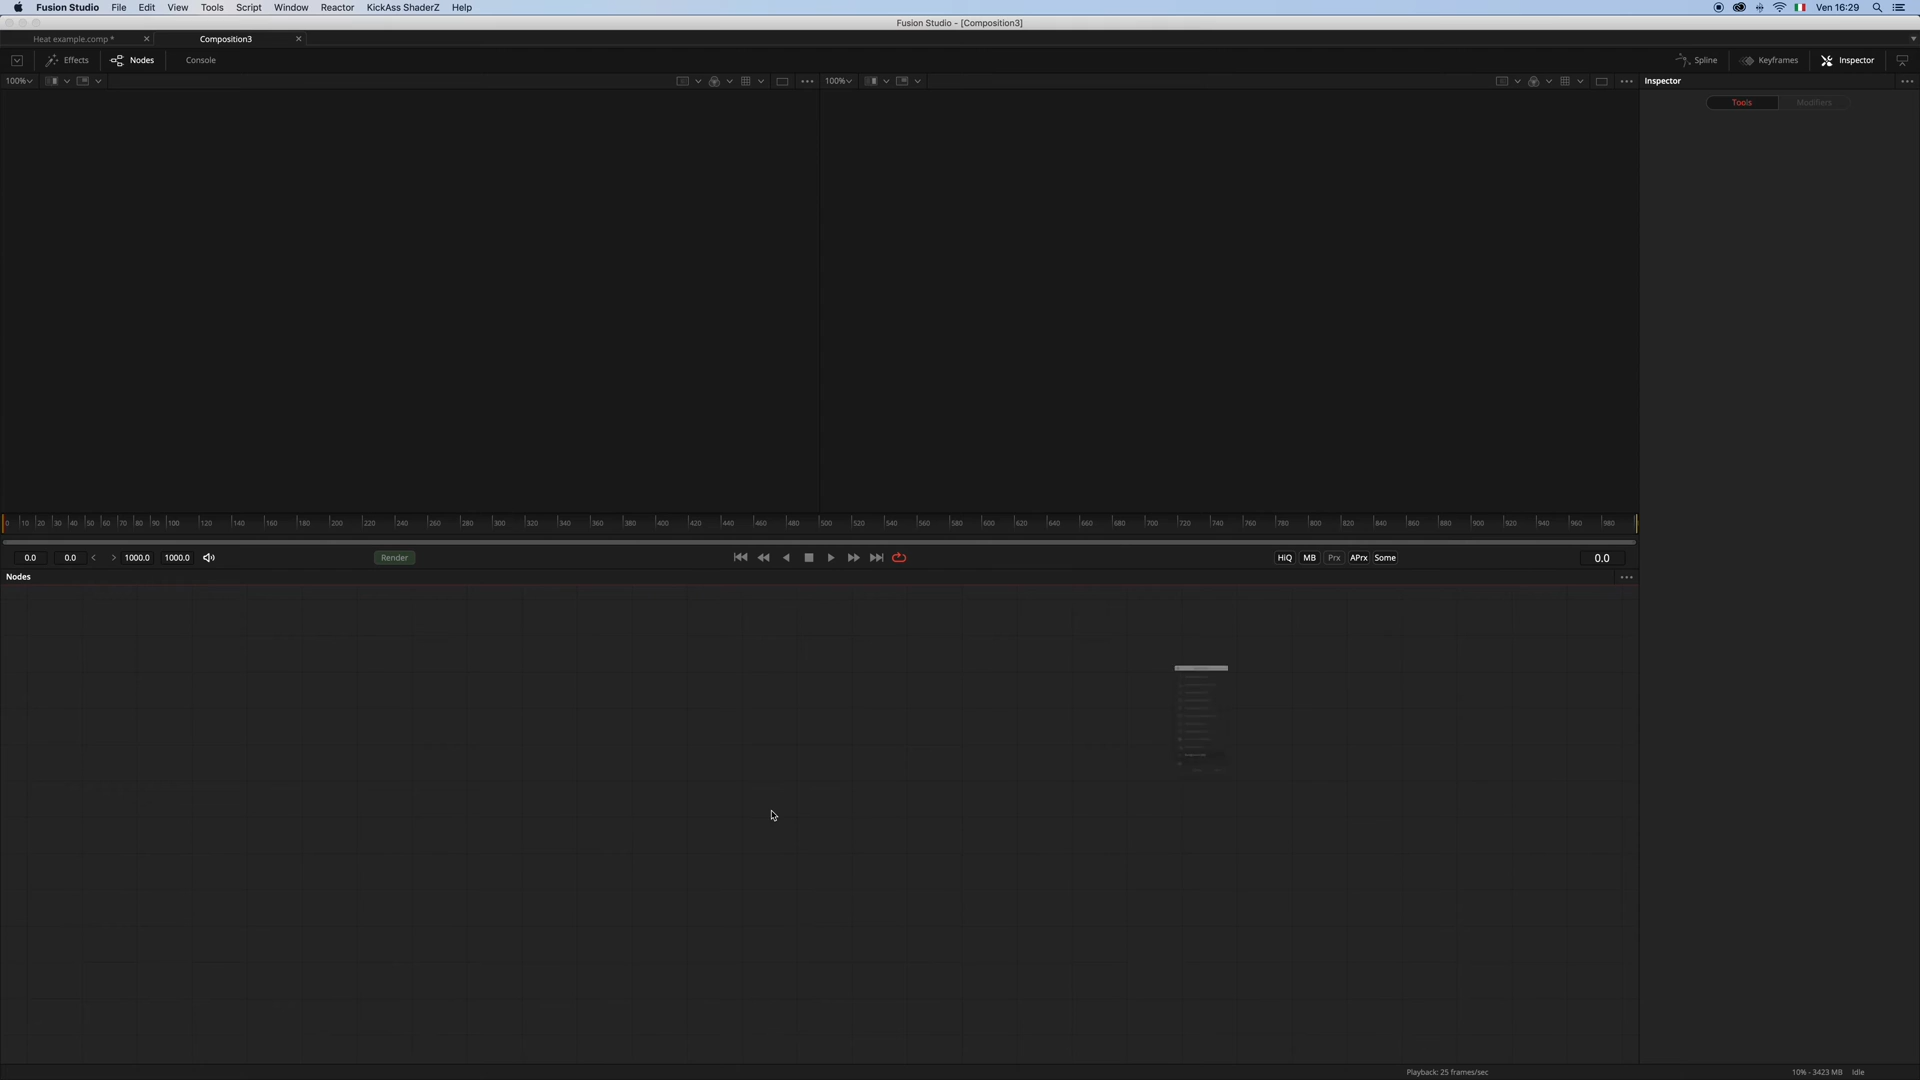 Fusion Studio File Edit View Tools Script Window Reactor KickAss ShaderZ Help Ven 16:29
Fusion Studio - [Composition3]
Heat example.comp * Composition3
Effects Nodes Console Spline Keyframes Inspector
100% 100% Inspector
Tools Modifiers
0 10 20 30 40 50 60 70 80 90 100 120 140 160 180 200 220 240 260 280 300 320 340 360 380 400 420 440 460 480 500 520 540 560 580 600 620 640 660 680 700 720 740 760 780 800 820 840 860 880 900 920 940 960 980
0.0 0.0 < > 1000.0 1000.0 Render HiQ MB Prx APrx Some 0.0
Nodes
Playback: 25 frames/sec 10% - 3423 MB Idle